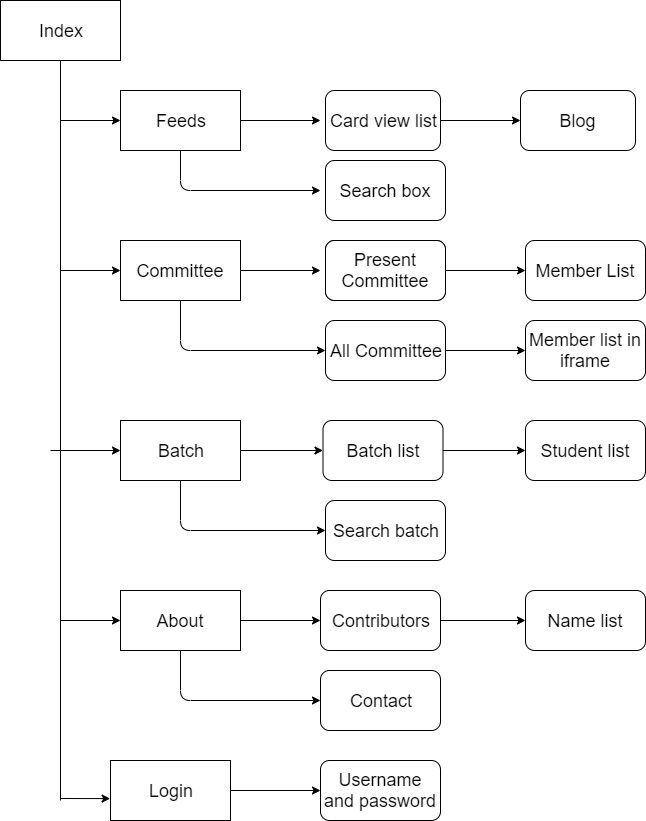 Index
Feeds
Card view list
Blog
Search box
Committee
Present
Committee
Member List
All Committee
Member list in
iframe
Batch
Batch list
Student list
Search batch
About
Contributors
Name list
Contact
Login
Username
and password